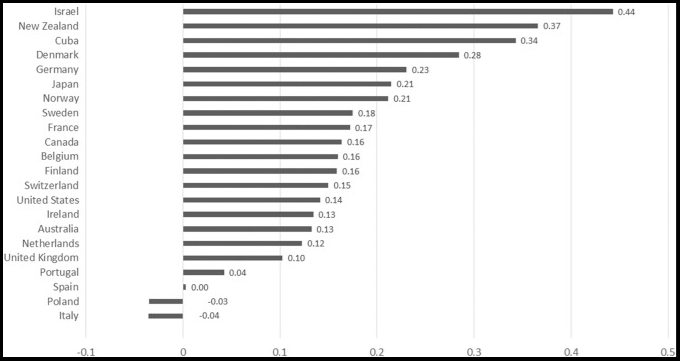 Israel 0.44
New Zealand 0.37
Cuba 0.34
Denmark 0.28
Germany 0.23
Japan 0.21
Norway 0.21
Sweden 0.18
France 0.17
Canada 0.16
Belgium 0.16
Finland 0.16
Switzerland 0.15
United States 0.14
Ireland 0.13
Australia 0.13
Netherlands 0.12
United Kingdom 0.10
Portugal 0.04
Spain 0.00
Poland -0.03
Italy -0.04
-0.1 0 0.1 0.2 0.3 0.4 0.5